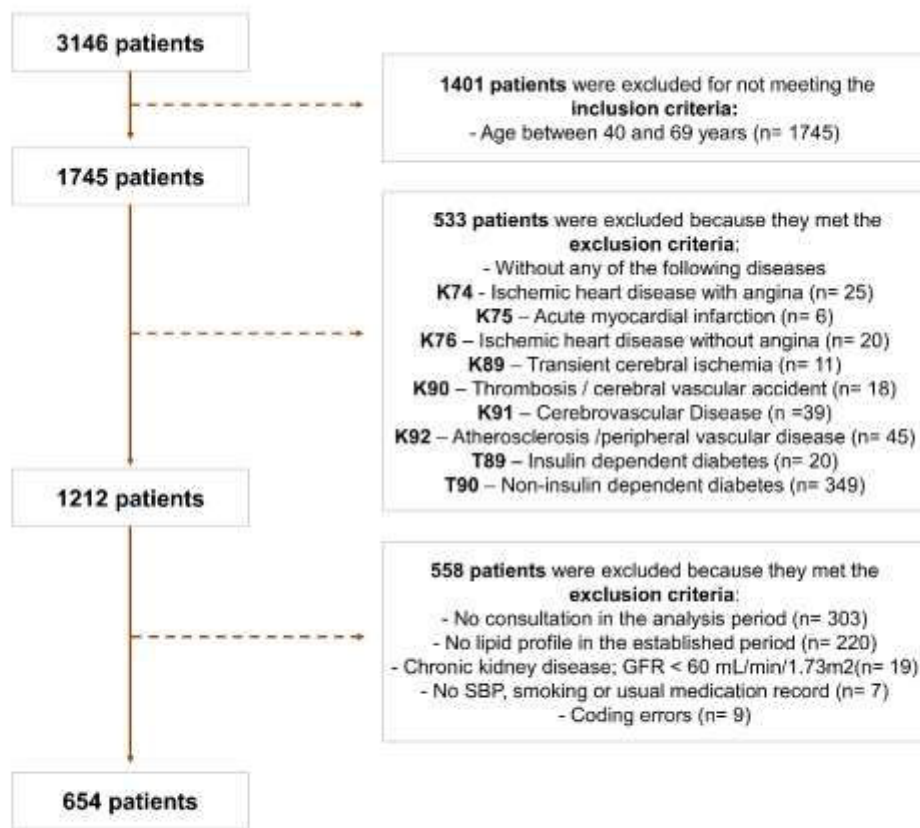 3146 patients
1401 patients were excluded for not meeting the
inclusion criteria:
- Age between 40 and 69 years (n= 1745)
1745 patients
533 patients were excluded because they met the
exclusion criteria:
- Without any of the following diseases
K74 - Ischemic heart disease with angina (n= 25)
K75 – Acute myocardial infarction (n= 6)
K76 – Ischemic heart disease without angina (n= 20)
K89 – Transient cerebral ischemia (n= 11)
K90 – Thrombosis / cerebral vascular accident (n= 18)
K91 – Cerebrovascular Disease (n =39)
K92 – Atherosclerosis /peripheral vascular disease (n= 45)
T89 – Insulin dependent diabetes (n= 20)
T90 – Non-insulin dependent diabetes (n= 349)
1212 patients
558 patients were excluded because they met the
exclusion criteria:
- No consultation in the analysis period (n= 303)
- No lipid profile in the established period (n= 220)
- Chronic kidney disease; GFR < 60 mL/min/1.73m2(n= 19)
- No SBP, smoking or usual medication record (n= 7)
- Coding errors (n= 9)
654 patients